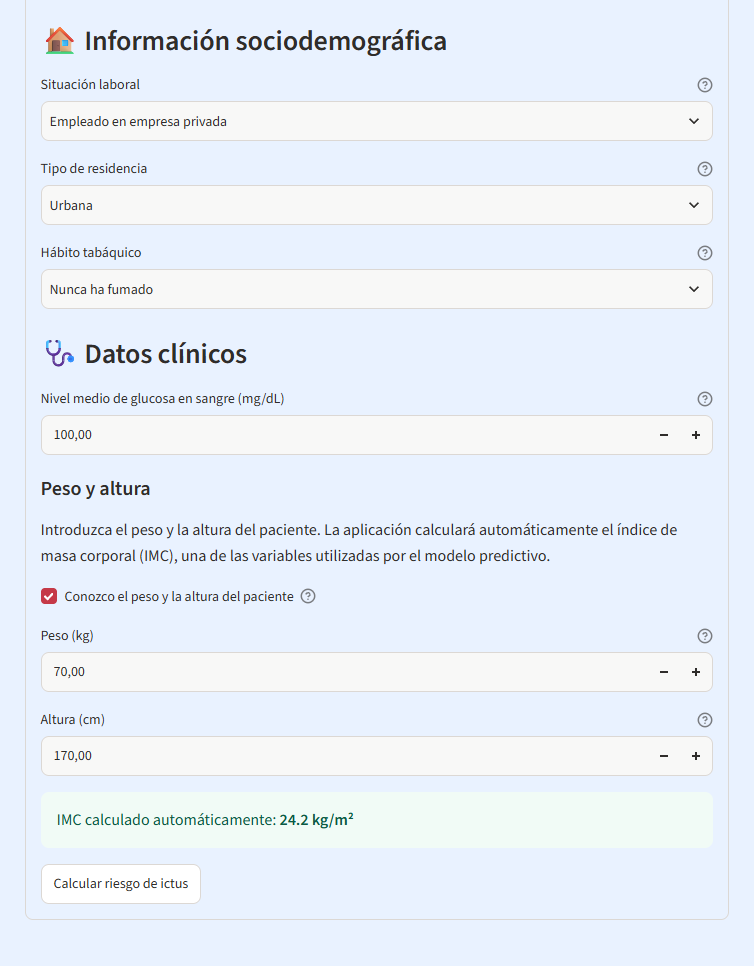 Información sociodemográfica
Situación laboral
Empleado en empresa privada
Tipo de residencia
Urbana
Hábito tabáquico
Nunca ha fumado
Datos clínicos
Nivel medio de glucosa en sangre (mg/dL)
100,00
Peso y altura
Introduzca el peso y la altura del paciente. La aplicación calculará automáticamente el índice de
masa corporal (IMC), una de las variables utilizadas por el modelo predictivo.
Conozco el peso y la altura del paciente
Peso (kg)
70,00
Altura (cm)
170,00
IMC calculado automáticamente: 24.2 kg/m²
Calcular riesgo de ictus